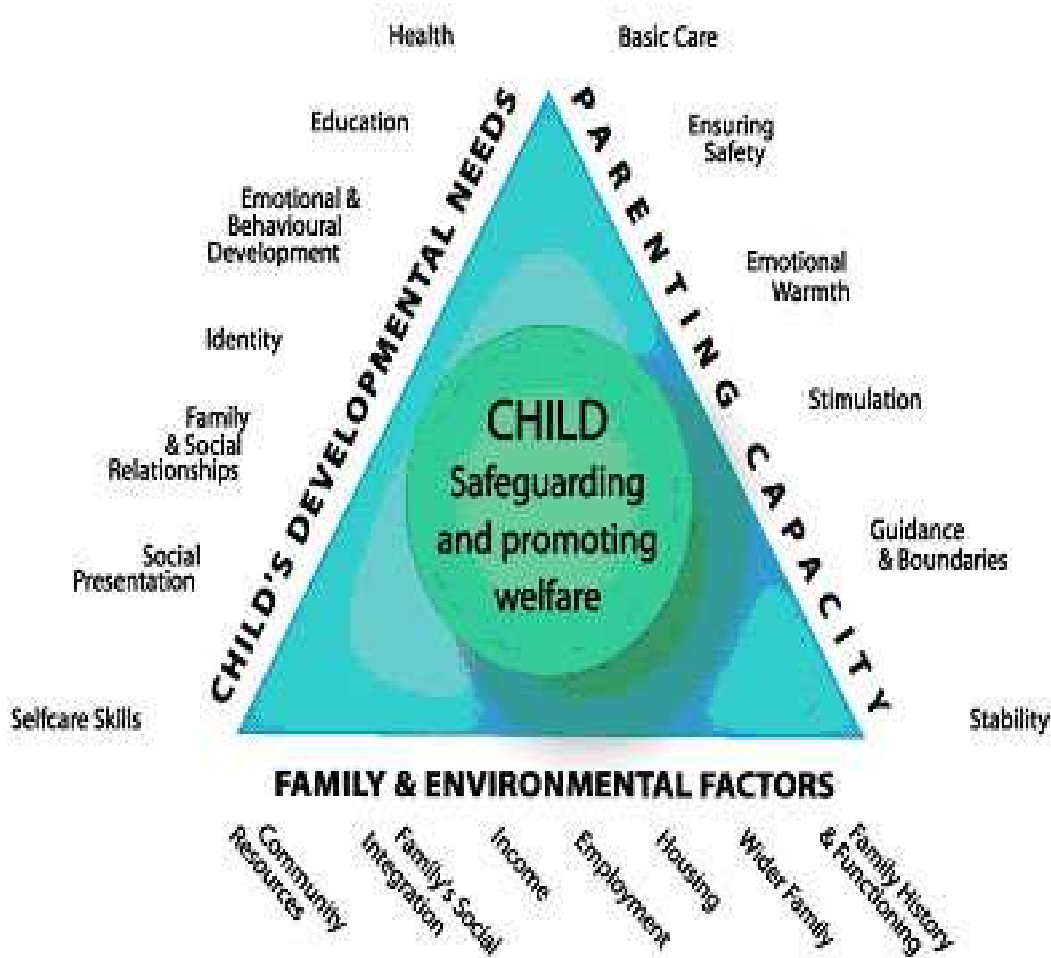 Health
Education
Emotional &
Behavioural
Development
Identity
Family
& Social
Relationships
Social
Presentation
Selfcare Skills
CHILD'S DEVELOPMENTAL NEEDS
CHILD
Safeguarding
and promoting
welfare
PARENTING CAPACITY
Basic Care
Ensuring
Safety
Emotional
Warmth
Stimulation
Guidance
& Boundaries
Stability
FAMILY & ENVIRONMENTAL FACTORS
Community
Resources
Family's Social
Integration
Income
Employment
Housing
Wider Family
Family History
& Functioning